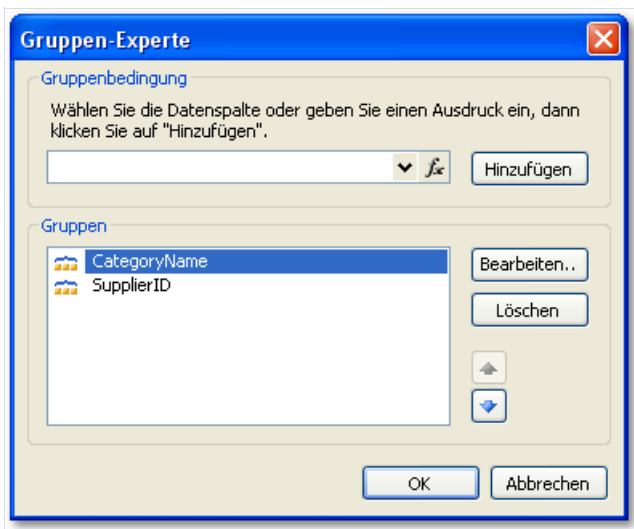 Gruppen-Experte
Gruppenbedingung
Wählen Sie die Datenspalte oder geben Sie einen Ausdruck ein, dann
klicken Sie auf "Hinzufügen".
fx Hinzufügen
Gruppen
CategoryName
SupplierID
Bearbeiten..
Löschen
OK Abbrechen